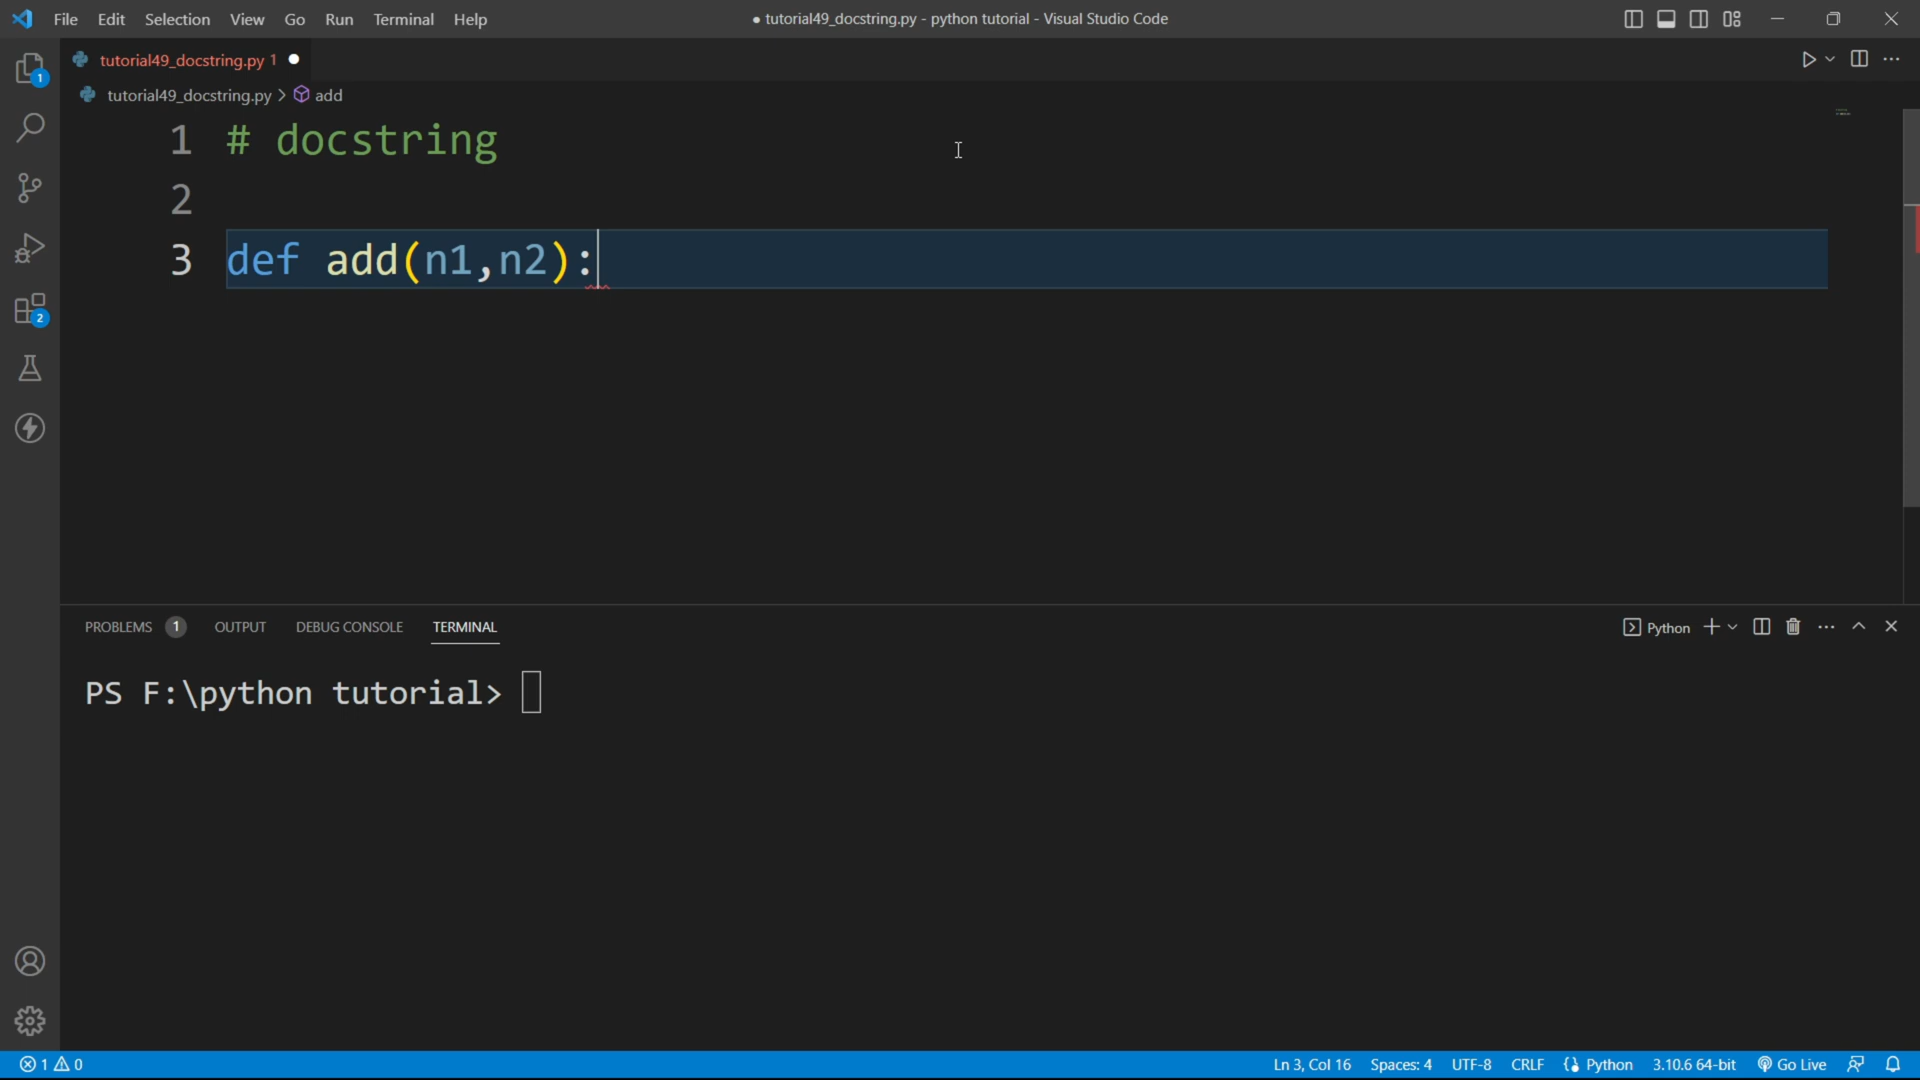 File Edit Selection View Go Run Terminal Help
● tutorial49_docstring.py - python tutorial - Visual Studio Code
tutorial49_docstring.py 1 ●
tutorial49_docstring.py > add
1 # docstring
2
3 def add(n1,n2):
1
2
PROBLEMS 1 OUTPUT DEBUG CONSOLE TERMINAL
Python
PS F:\python tutorial>
1 0
Ln 3, Col 16 Spaces: 4 UTF-8 CRLF Python 3.10.6 64-bit Go Live